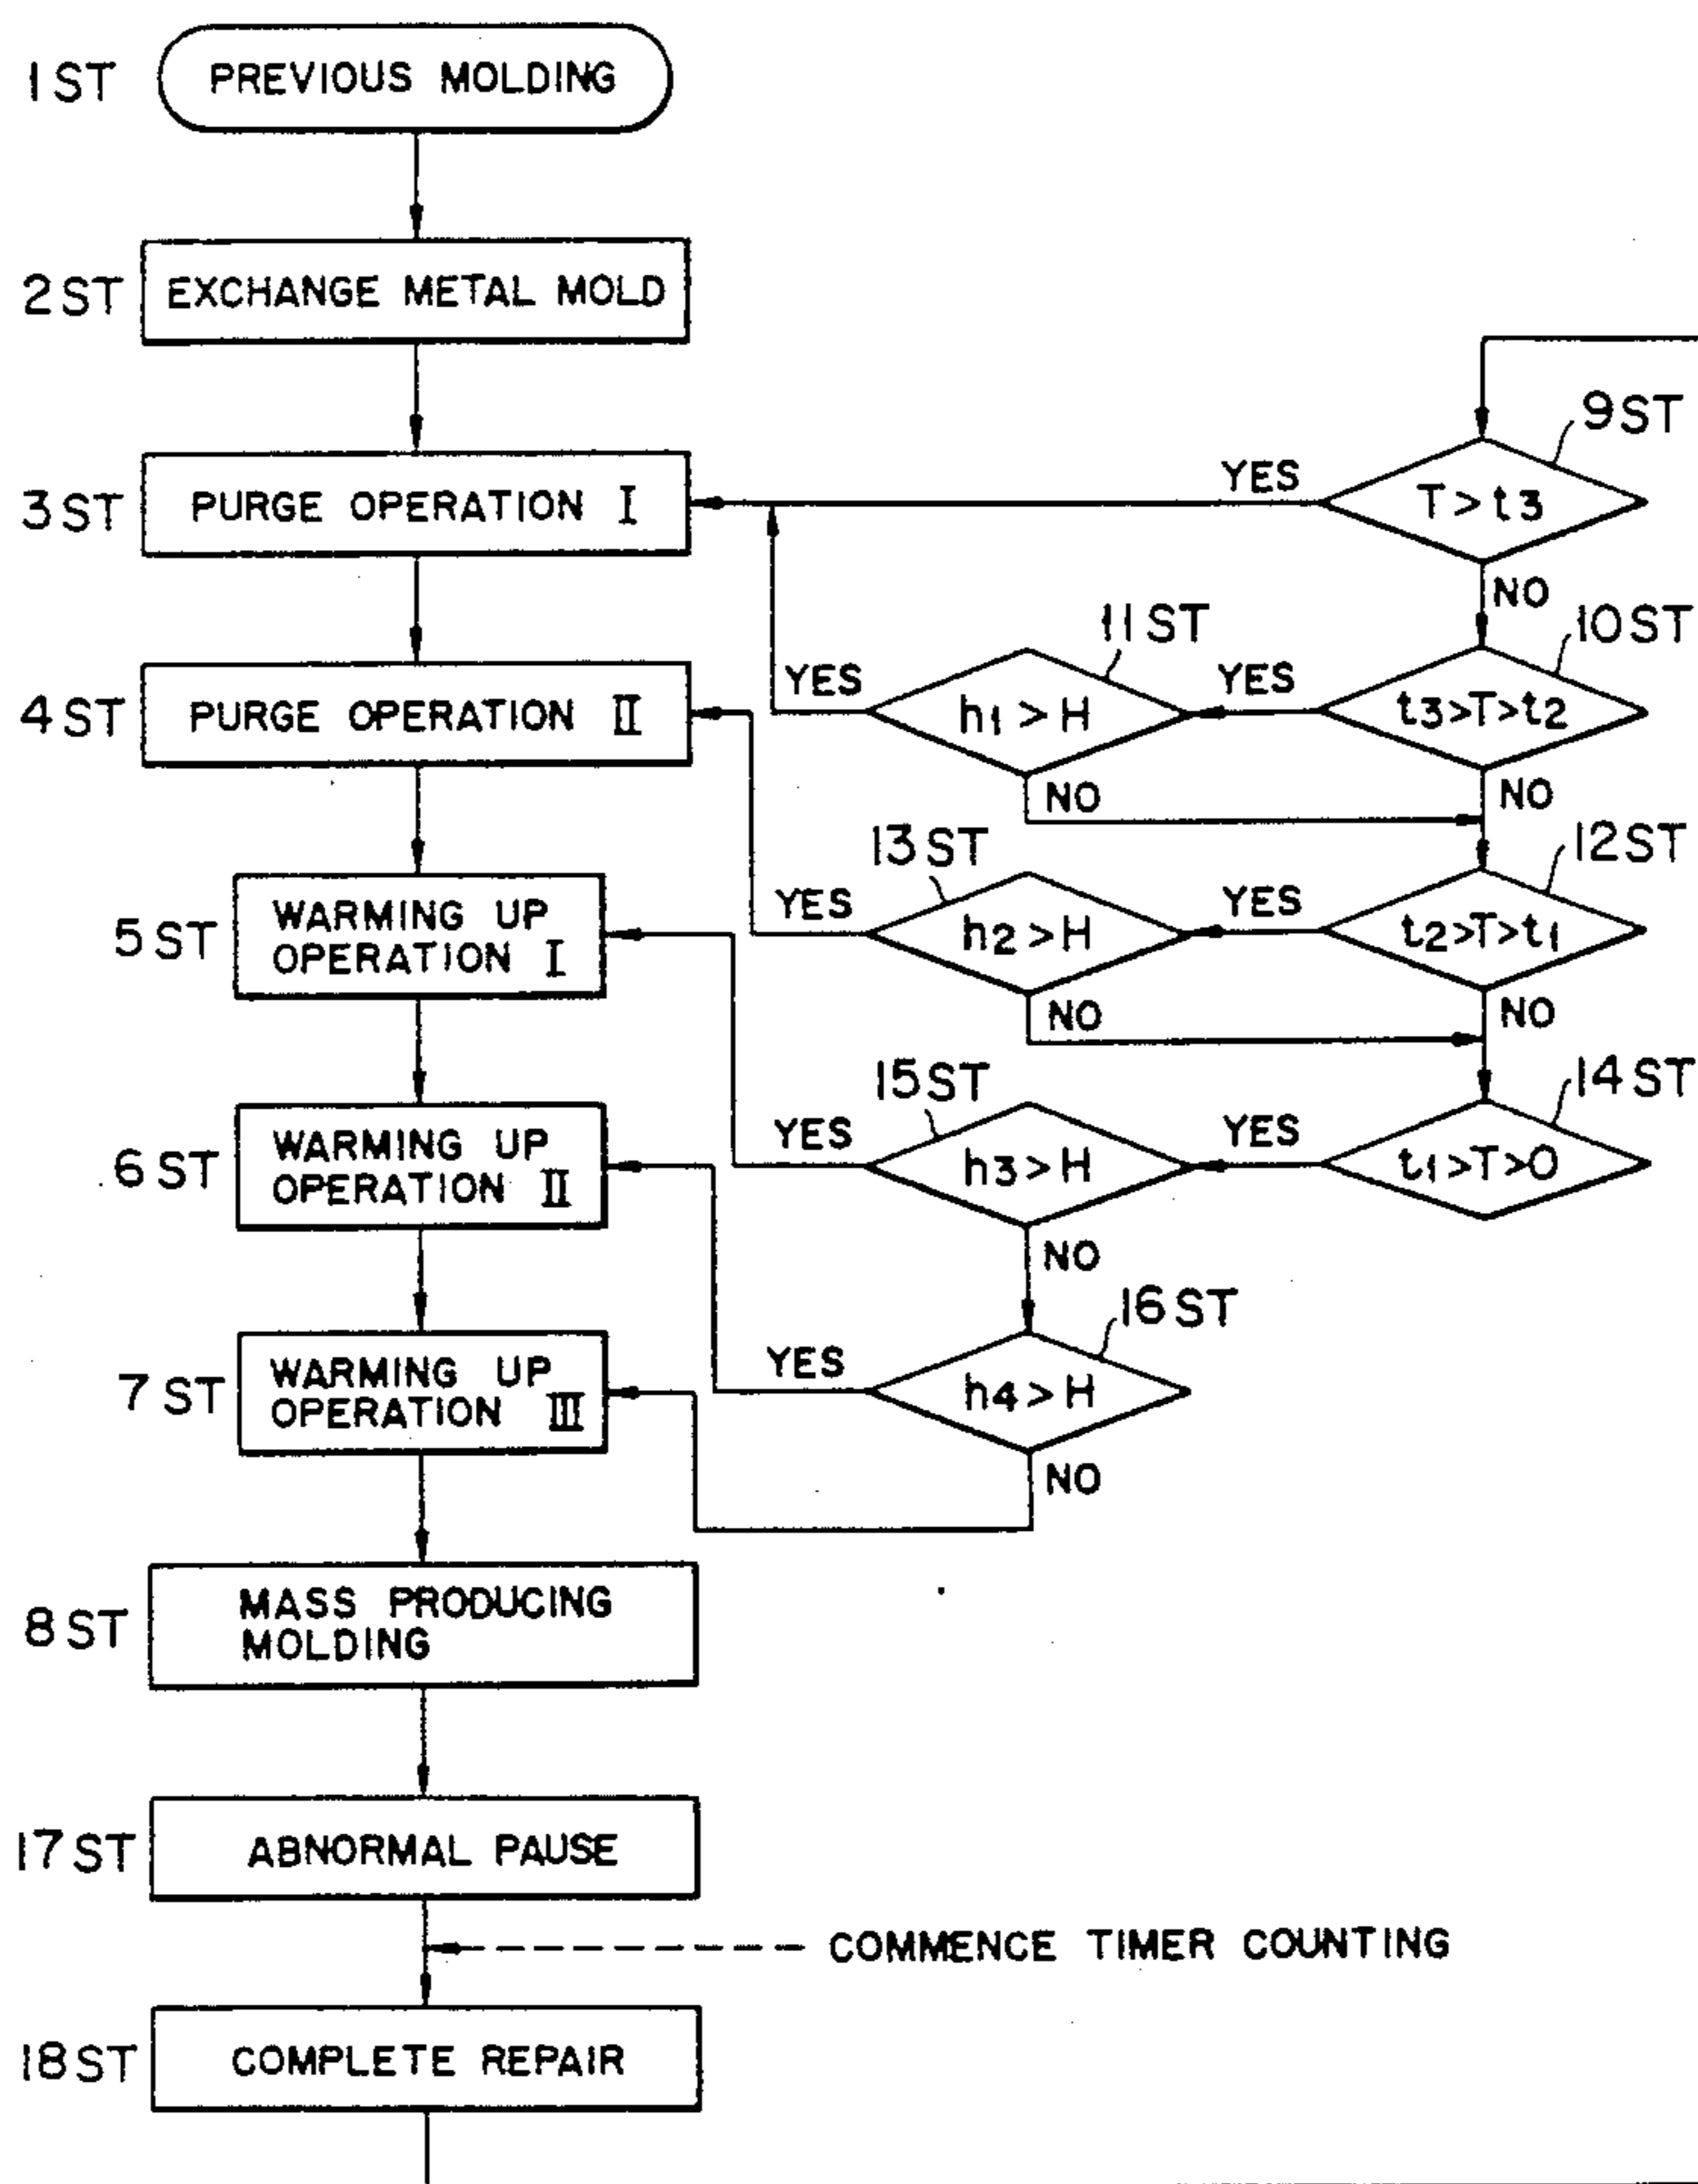 1ST PREVIOUS MOLDING
2ST EXCHANGE METAL MOLD
3ST PURGE OPERATION I
4ST PURGE OPERATION II
5ST WARMING UP
OPERATION I
6ST WARMING UP
OPERATION II
7ST WARMING UP
OPERATION III
8ST MASS PRODUCING
MOLDING
17ST ABNORMAL PAUSE
COMMENCE TIMER COUNTING
18ST COMPLETE REPAIR
9ST
YES T>t3
NO
11ST 10ST
YES h1>H YES t3>T>t2
NO NO
13ST 12ST
YES h2>H YES t2>T>t1
NO NO
15ST 14ST
YES h3>H YES t1>T>0
NO
16ST
YES h4>H
NO